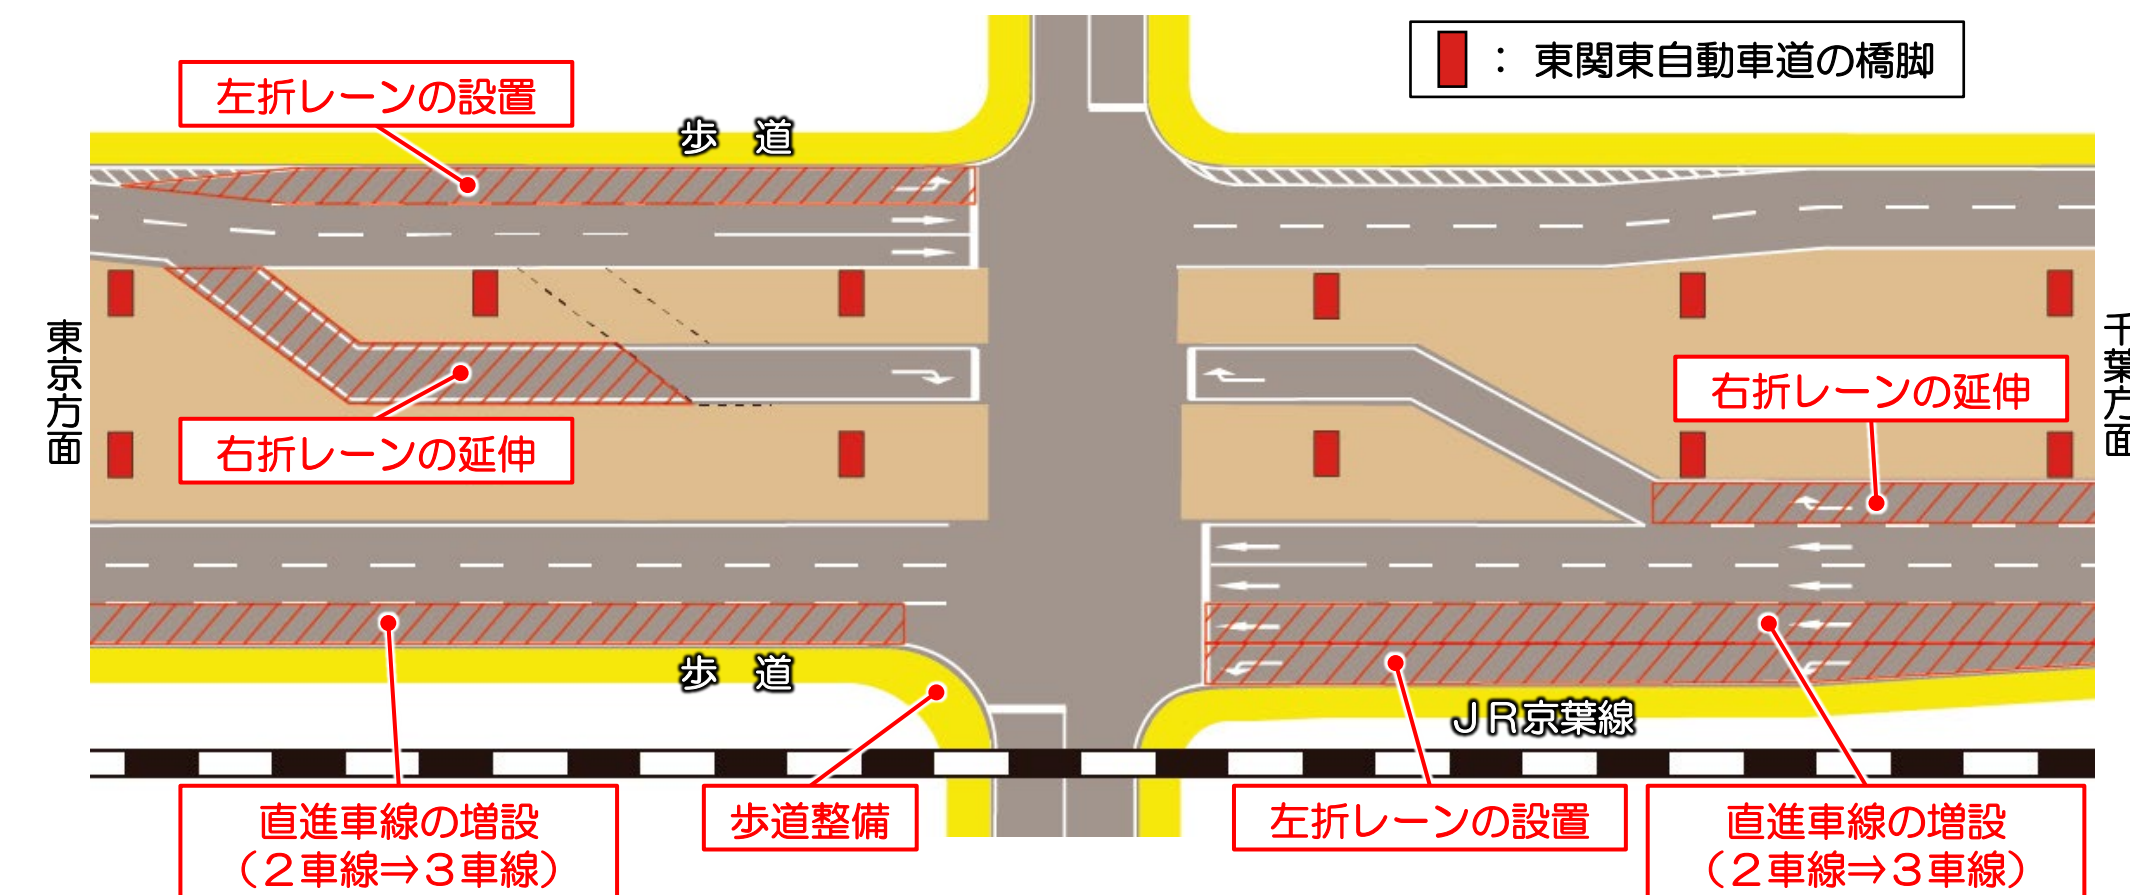 ：東関東自動車道の橋脚
左折レーンの設置
歩　道
東京方面
千葉方面
右折レーンの延伸
右折レーンの延伸
歩　道
ＪＲ京葉線
直進車線の増設
（２車線⇒３車線）
歩道整備
左折レーンの設置
直進車線の増設
（２車線⇒３車線）